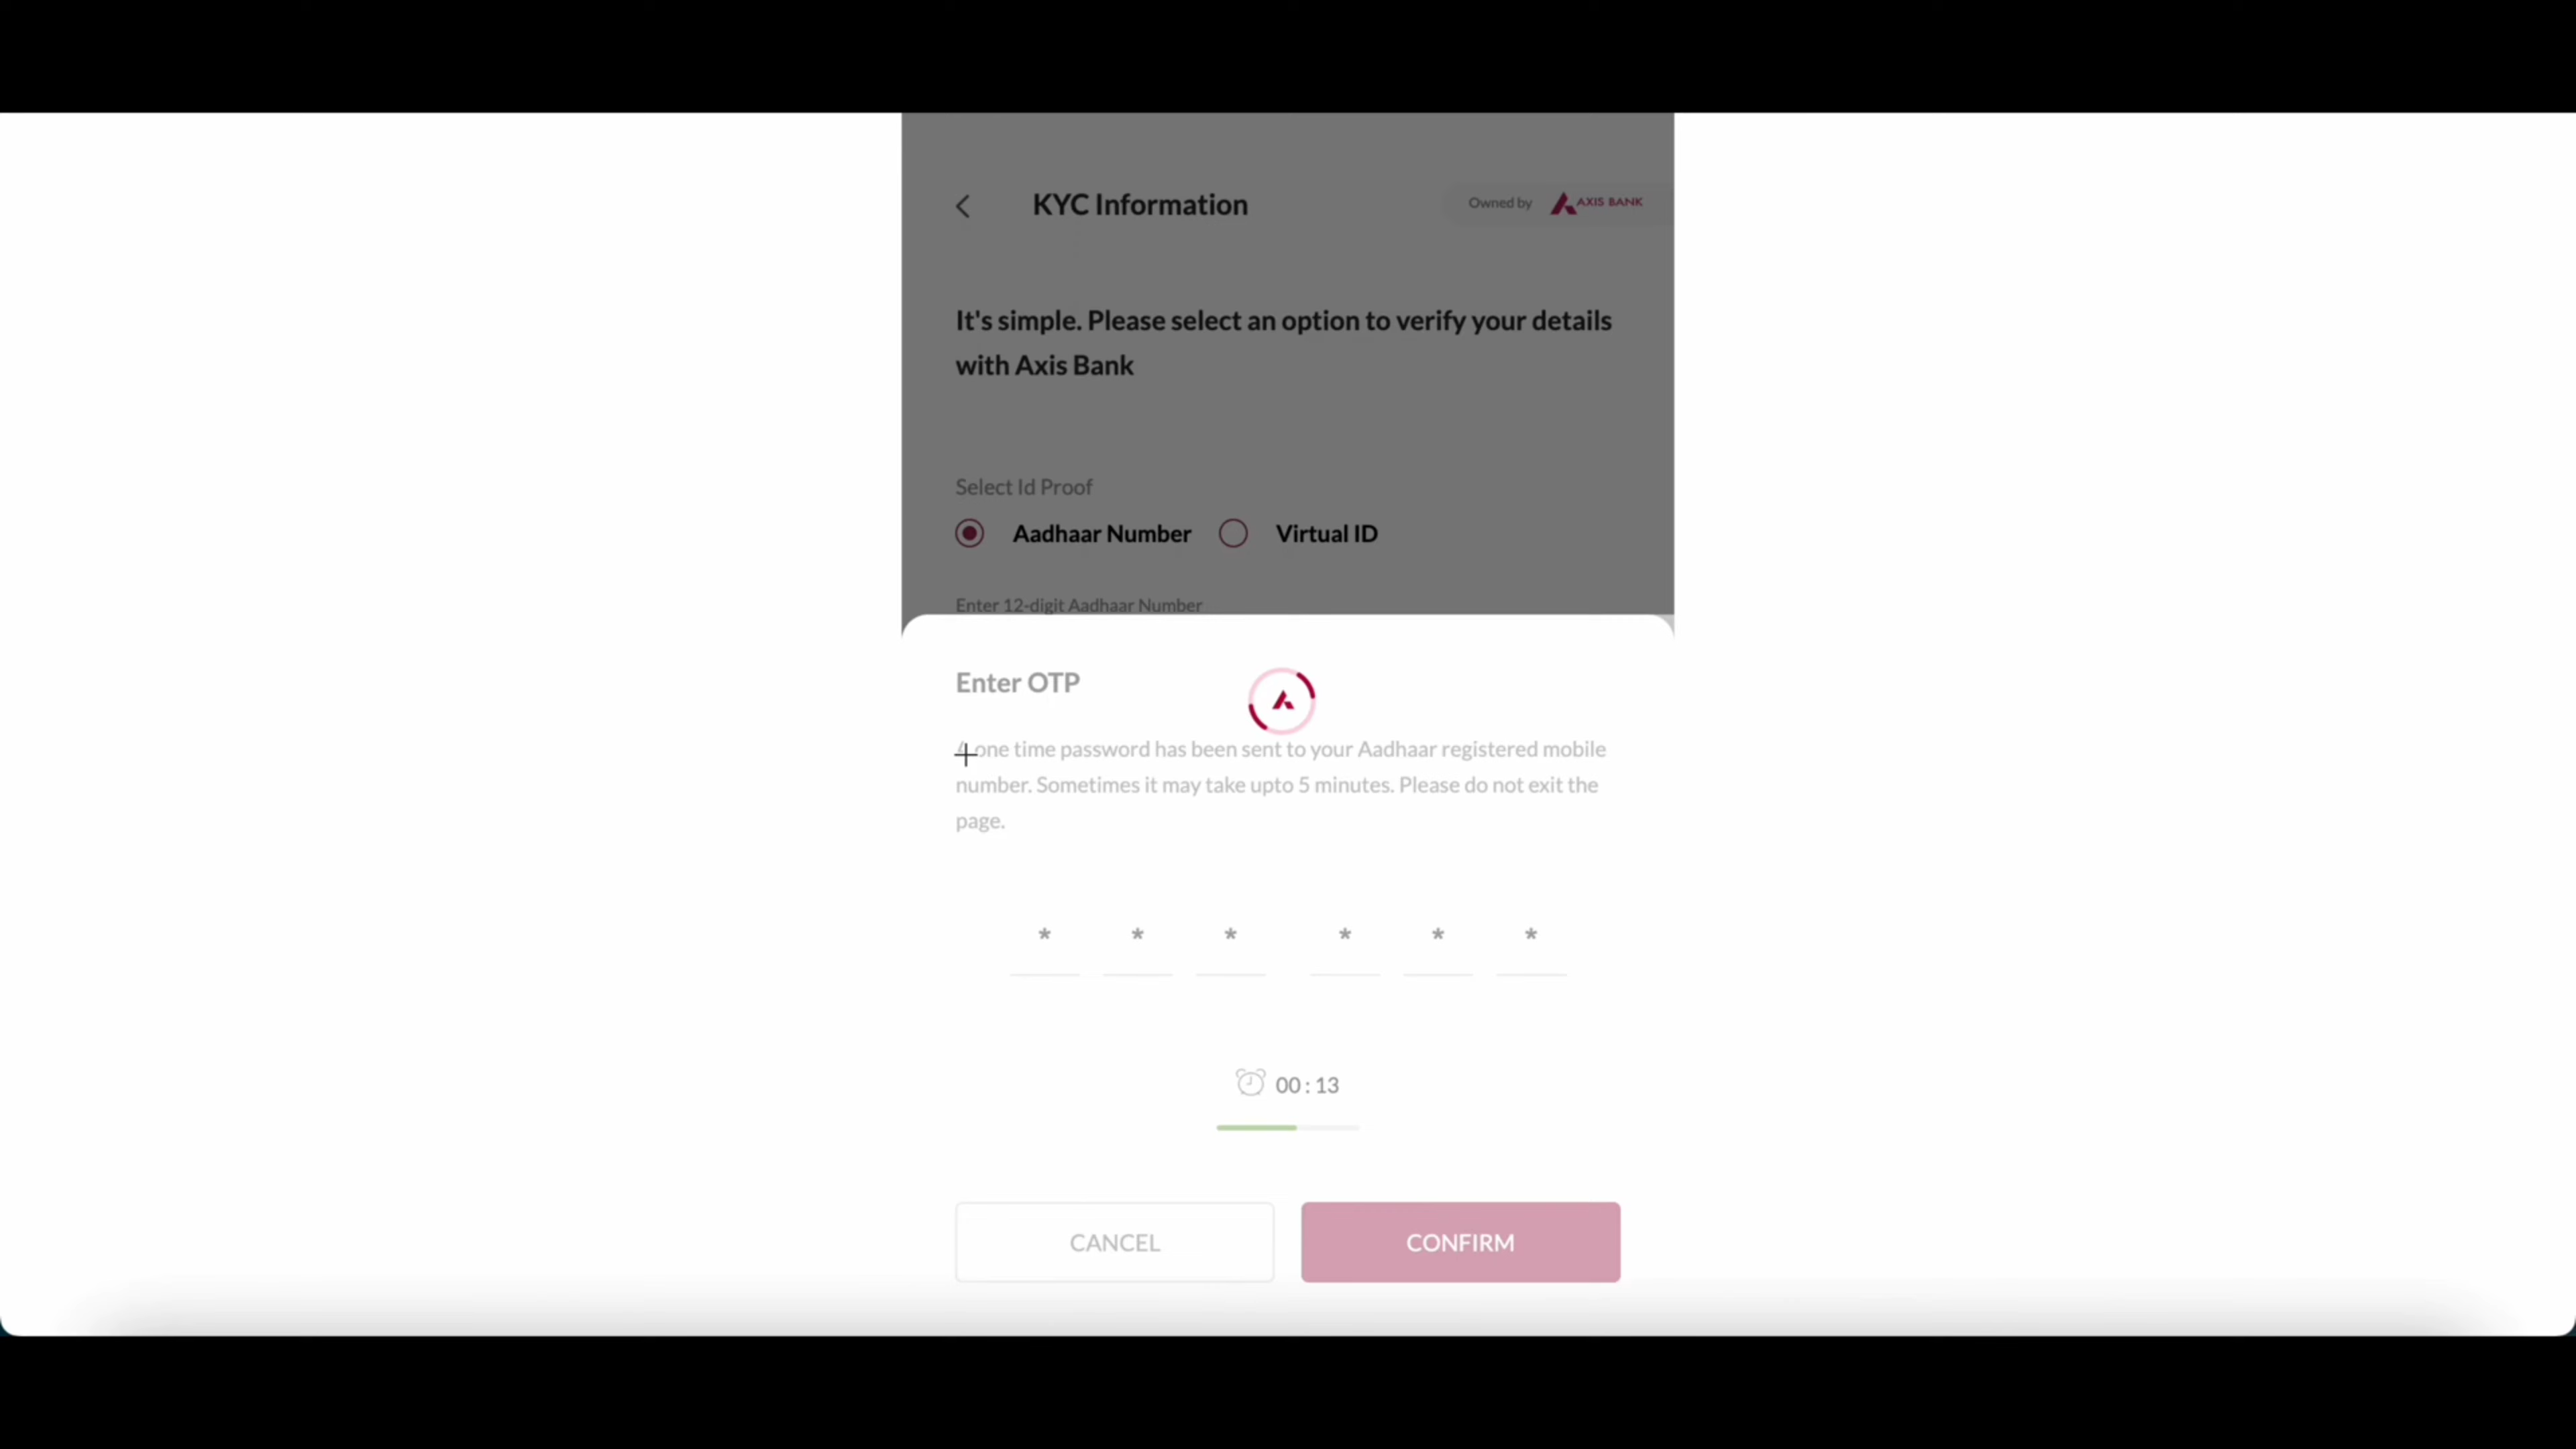 KYC Information
Owned by AXIS BANK
It's simple. Please select an option to verify your details
with Axis Bank
Select Id Proof
Aadhaar Number Virtual ID
Enter 12-digit Aadhaar Number
Enter OTP
A one time password has been sent to your Aadhaar registered mobile
number. Sometimes it may take upto 5 minutes. Please do not exit the
page.
* * * * * *
00 : 13
CANCEL CONFIRM